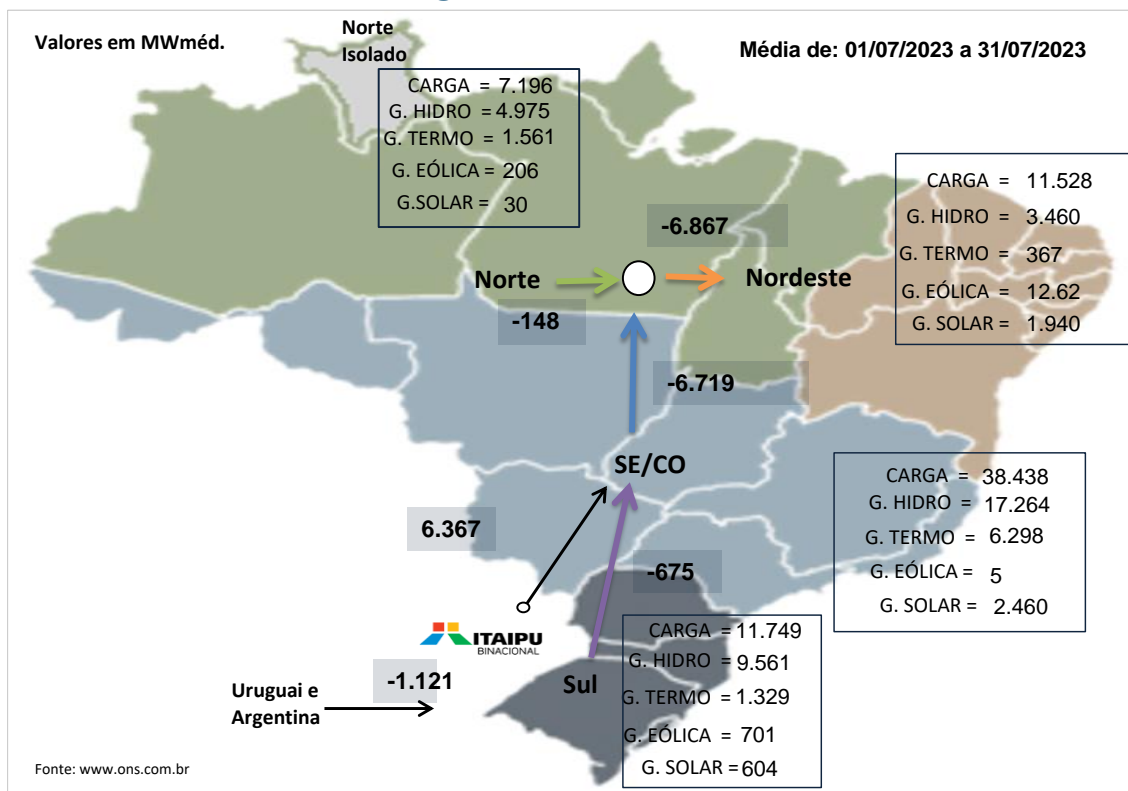 Valores em MWméd.
Norte
Isolado
Média de: 01/07/2023 a 31/07/2023
CARGA = 7.196
G. HIDRO = 4.975
G. TERMO = 1.561
G. EÓLICA = 206
G.SOLAR = 30
CARGA = 11.528
G. HIDRO = 3.460
G. TERMO = 367
G. EÓLICA = 12.62
G. SOLAR = 1.940
-6.867
Norte
Nordeste
-148
-6.719
SE/CO
CARGA = 38.438
G. HIDRO = 17.264
G. TERMO = 6.298
G. EÓLICA = 5
G. SOLAR = 2.460
6.367
-675
ITAIPU
BINACIONAL
CARGA = 11.749
G. HIDRO = 9.561
G. TERMO = 1.329
G. EÓLICA = 701
G. SOLAR = 604
-1.121
Sul
Uruguai e
Argentina
Fonte: www.ons.com.br